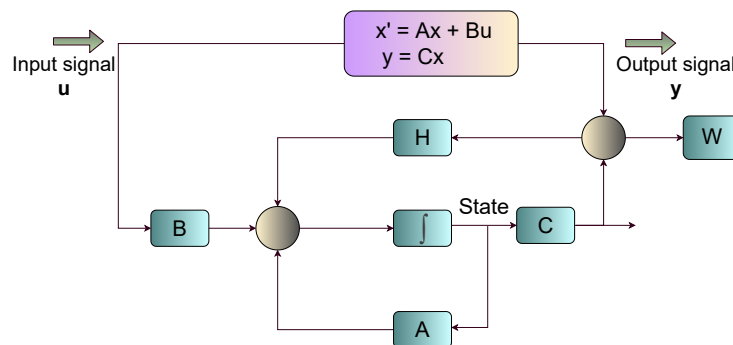 x' = Ax + Bu
y = Cx
Input signal
u
Output signal
y
H
W
State
B
∫
C
A